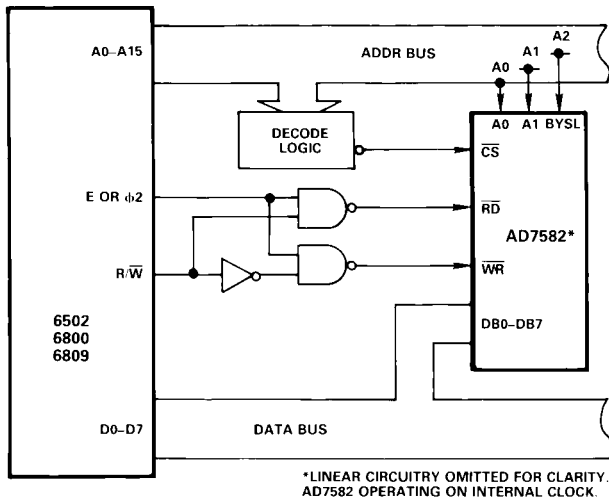 A0–A15
ADDR BUS
A0
A1
A2
DECODE
LOGIC
A0 A1 BYSL
CS
E OR ϕ2
RD
AD7582*
R/W
WR
6502
6800
6809
DB0–DB7
D0–D7
DATA BUS
*LINEAR CIRCUITRY OMITTED FOR CLARITY.
AD7582 OPERATING ON INTERNAL CLOCK.